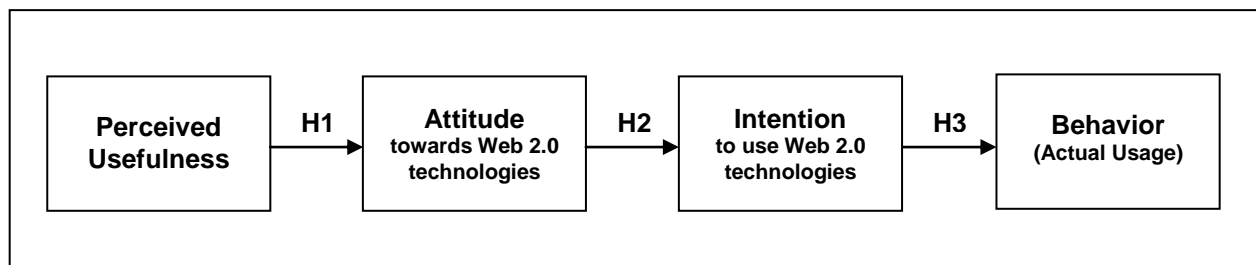 Perceived
Usefulness
H1
Attitude
towards Web 2.0
technologies
H2
Intention
to use Web 2.0
technologies
H3
Behavior
(Actual Usage)